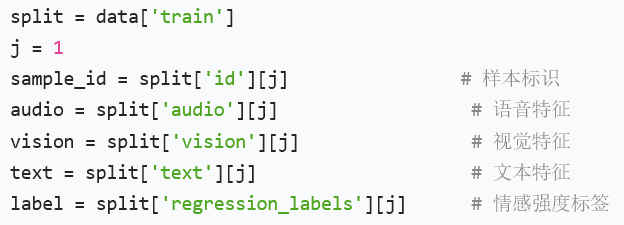 split = data['train']
j = 1
sample_id = split['id'][j] # 样本标识
audio = split['audio'][j] # 语音特征
vision = split['vision'][j] # 视觉特征
text = split['text'][j] # 文本特征
label = split['regression_labels'][j] # 情感强度标签